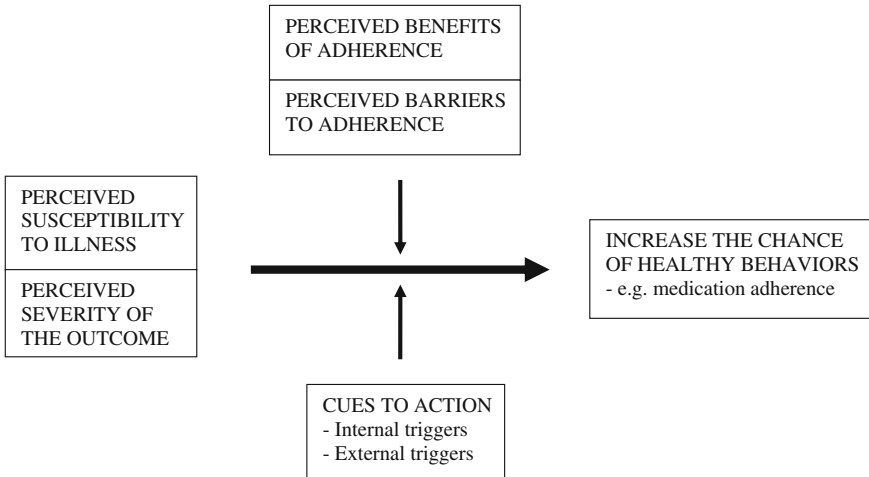 PERCEIVED BENEFITS
OF ADHERENCE
PERCEIVED BARRIERS
TO ADHERENCE
PERCEIVED
SUSCEPTIBILITY
TO ILLNESS
PERCEIVED
SEVERITY OF
THE OUTCOME
INCREASE THE CHANCE
OF HEALTHY BEHAVIORS
- e.g. medication adherence
CUES TO ACTION
- Internal triggers
- External triggers